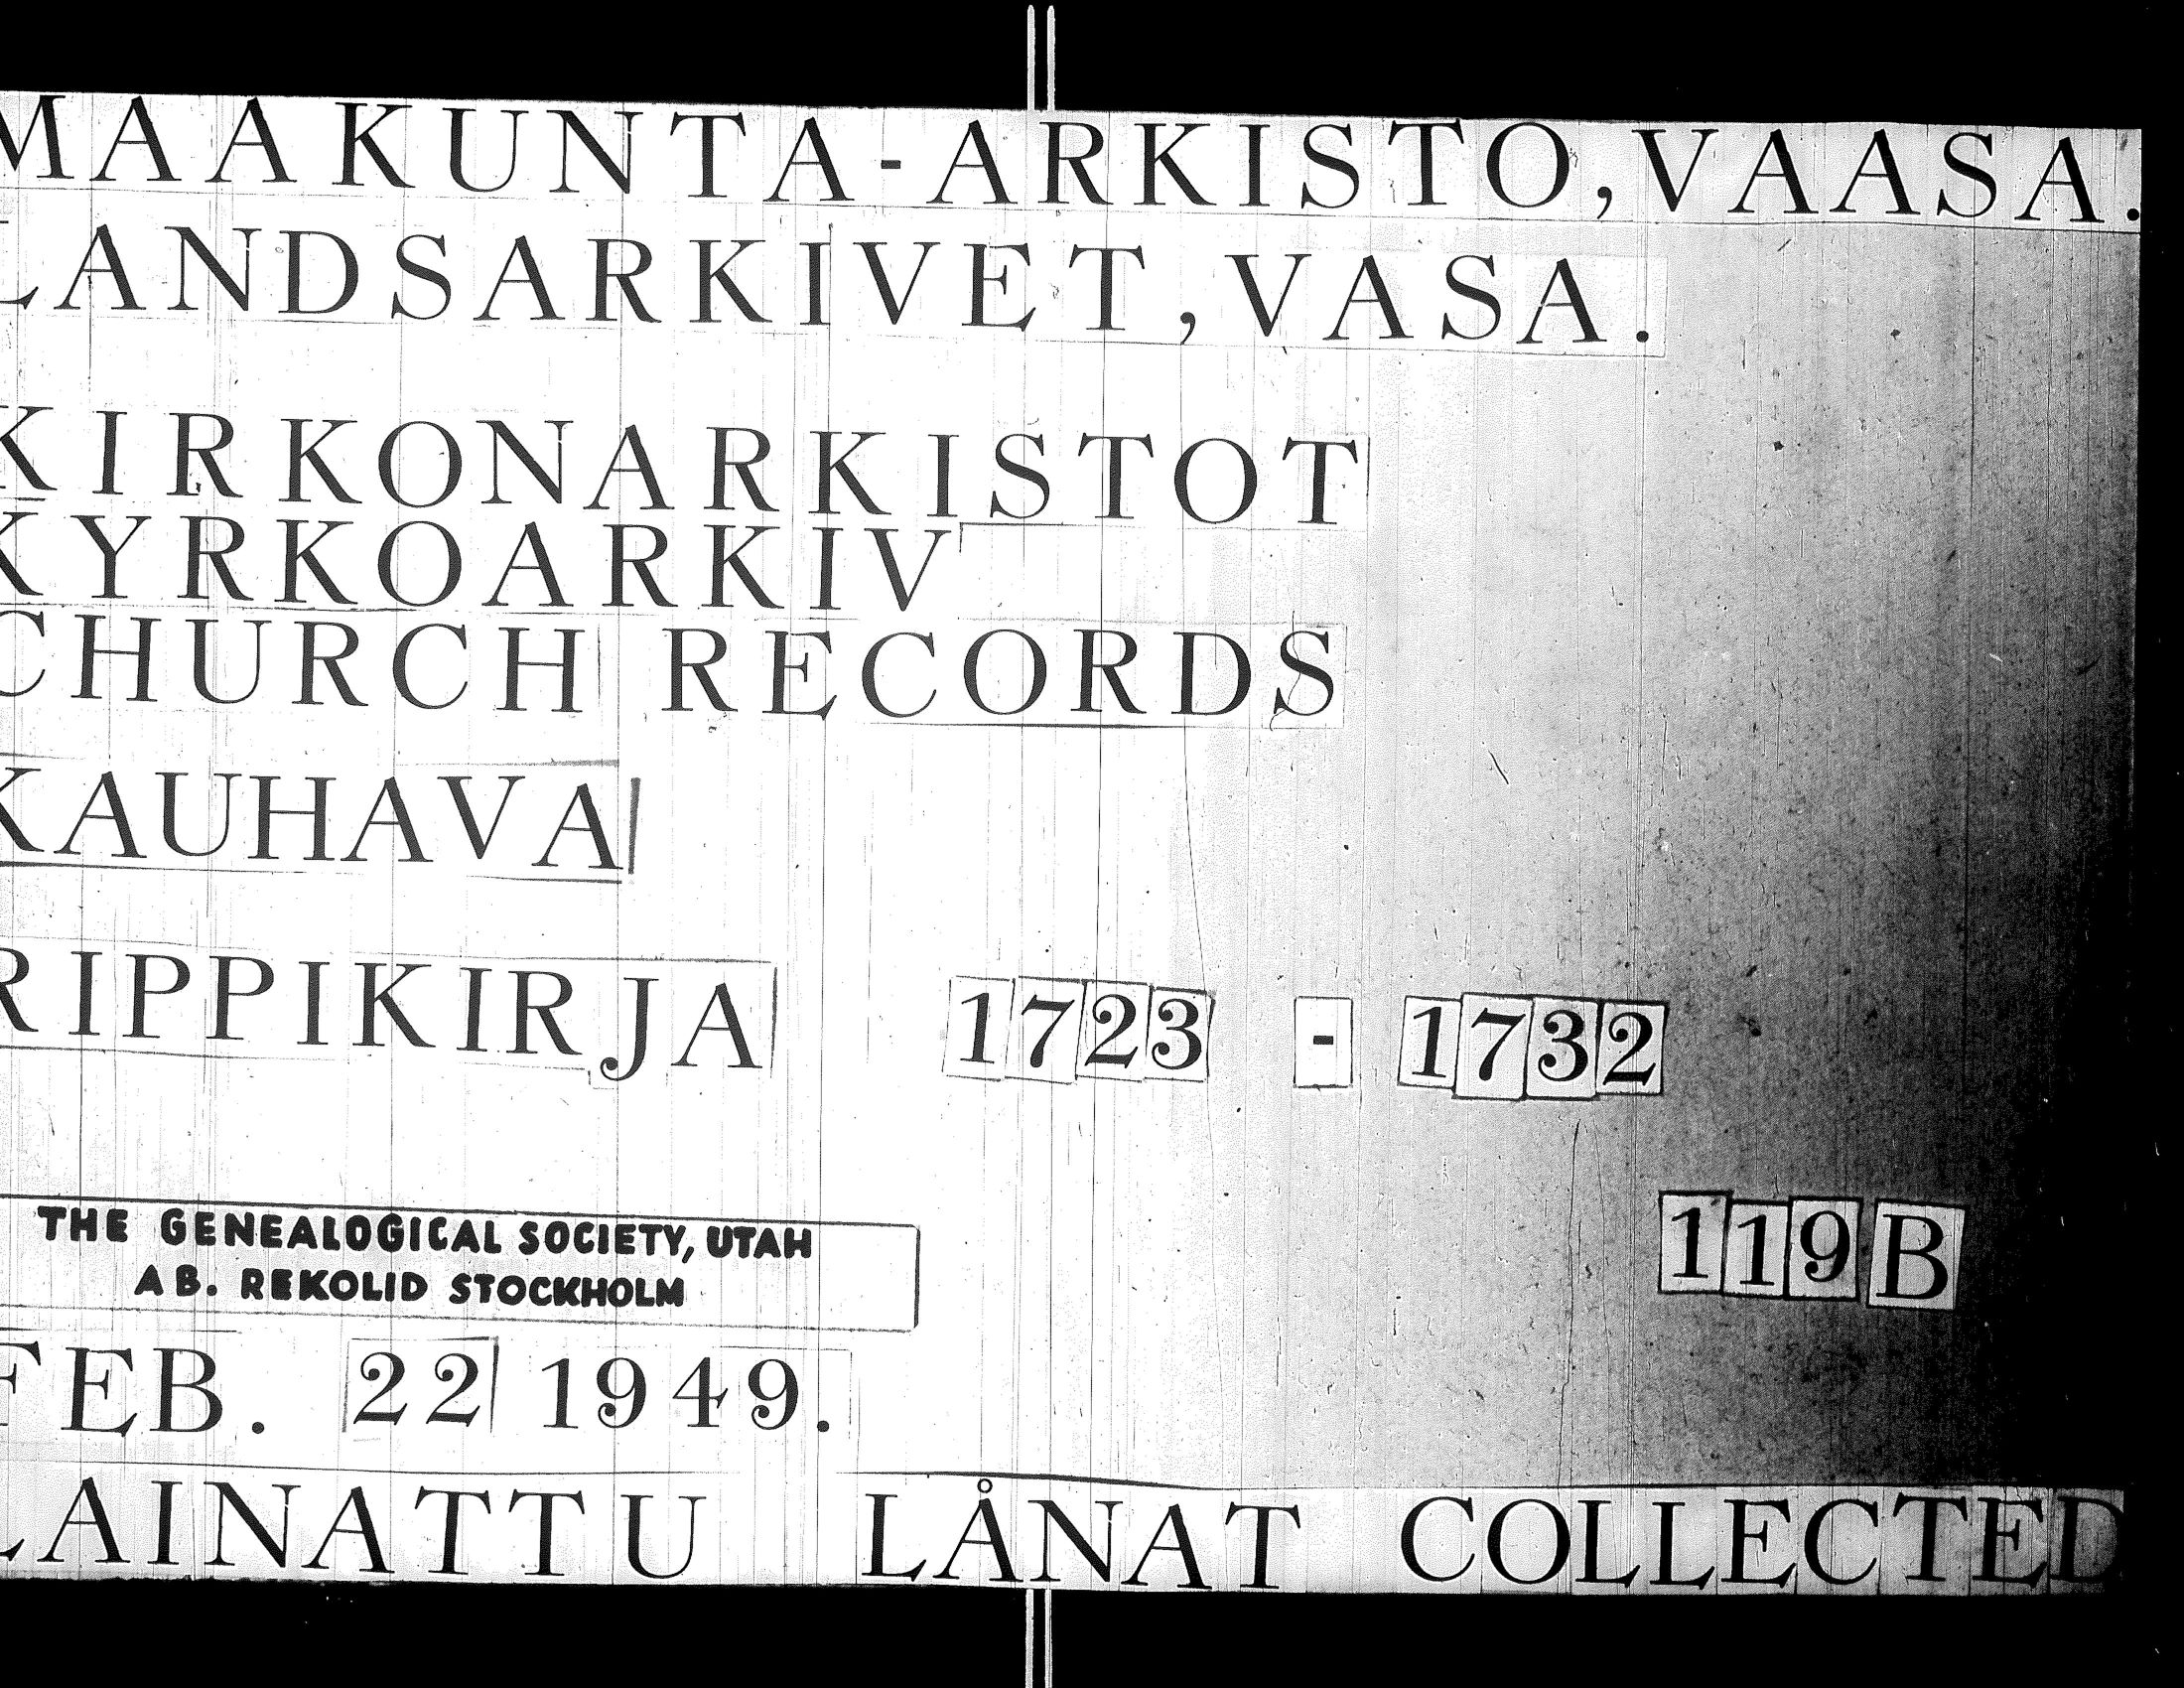 MAAKUNTA-ARKISTO, VAASA.
LANDSARKIVET, VASA.
KIRKONARKISTOT
KYRKOARKIV
CHURCH RECORDS
KAUHAVA
RIPPIKIRJA 1723 - 1732
119B
THE GENEALOGICAL SOCIETY, UTAH
AB. REKOLID STOCKHOLM
FEB. 22 1949.
LAINATTU LÅNAT COLLECTED